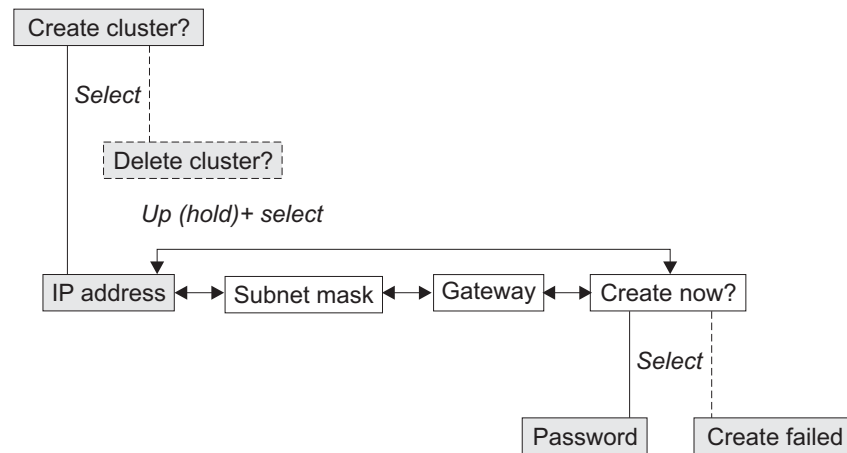 Create cluster?
Select
Delete cluster?
Up (hold)+ select
IP address
Subnet mask
Gateway
Create now?
Select
Password
Create failed